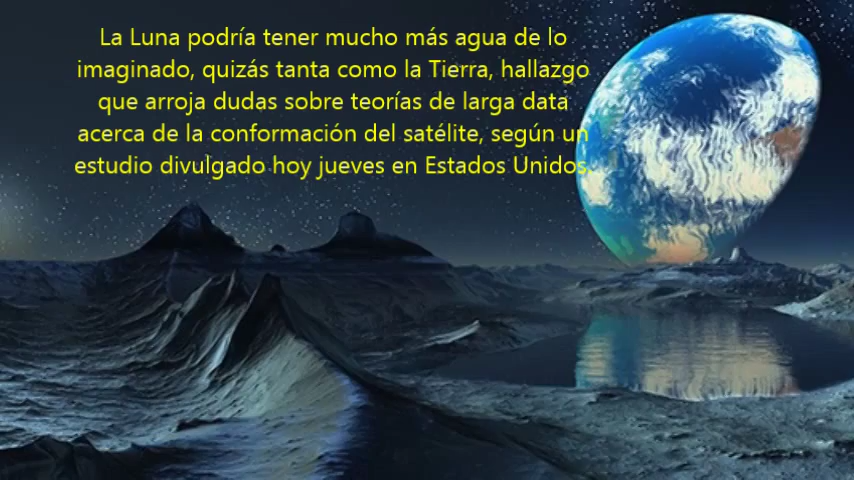 La Luna podría tener mucho más agua de lo
imaginado, quizás tanta como la Tierra, hallazgo
que arroja dudas sobre teorías de larga data
acerca de la conformación del satélite, según un
estudio divulgado hoy jueves en Estados Unidos.